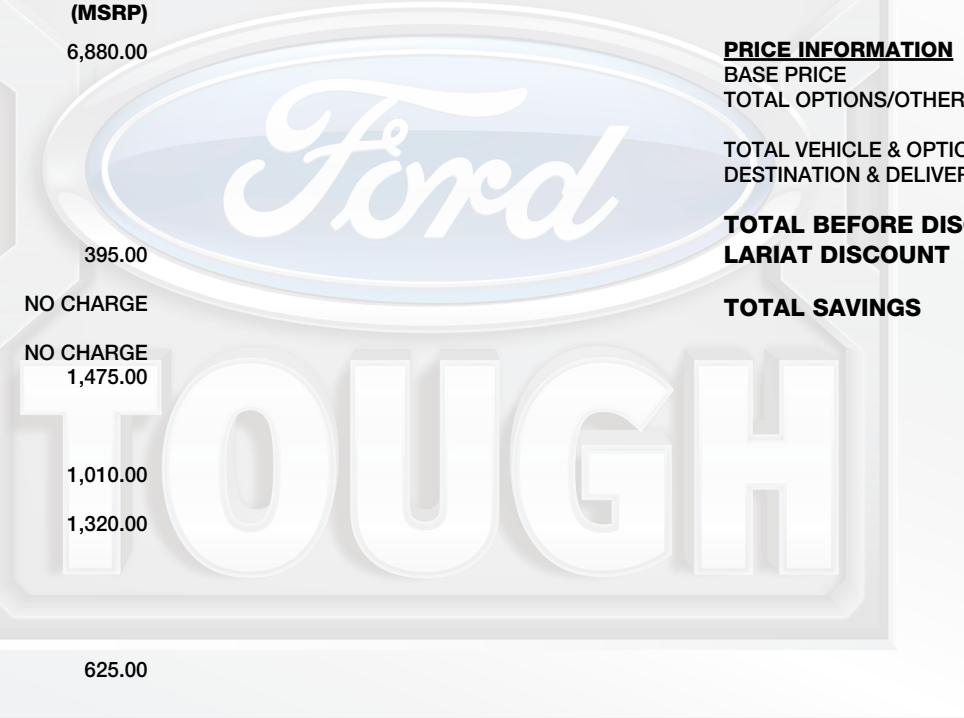 (MSRP)
6,880.00
395.00
NO CHARGE
NO CHARGE
1,475.00
1,010.00
1,320.00
625.00
PRICE INFORMATION
BASE PRICE
TOTAL OPTIONS/OTHER
TOTAL VEHICLE & OPTIO
DESTINATION & DELIVER
TOTAL BEFORE DIS
LARIAT DISCOUNT
TOTAL SAVINGS
Ford
TOUGH